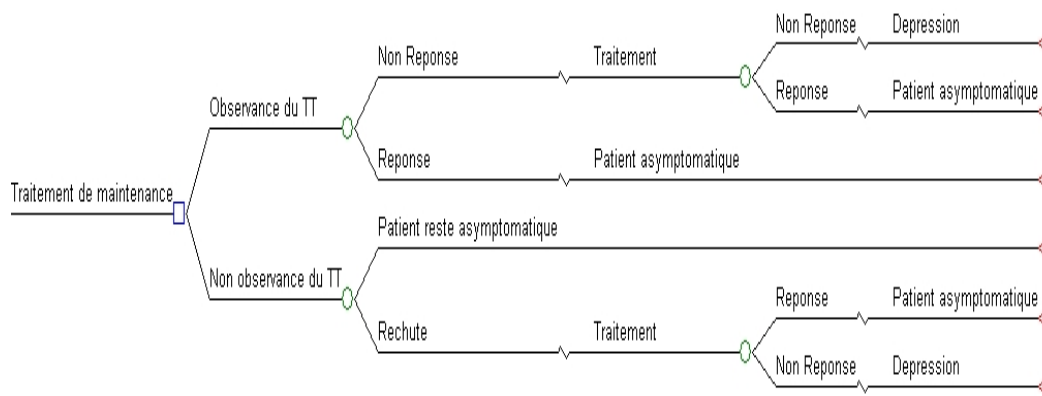 Non Reponse Depression
Non Reponse Traitement
Reponse Patient asymptomatique
Observance du TT
Reponse Patient asymptomatique
Traitement de maintenance
Patient reste asymptomatique
Non observance du TT
Reponse Patient asymptomatique
Rechute Traitement
Non Reponse Depression